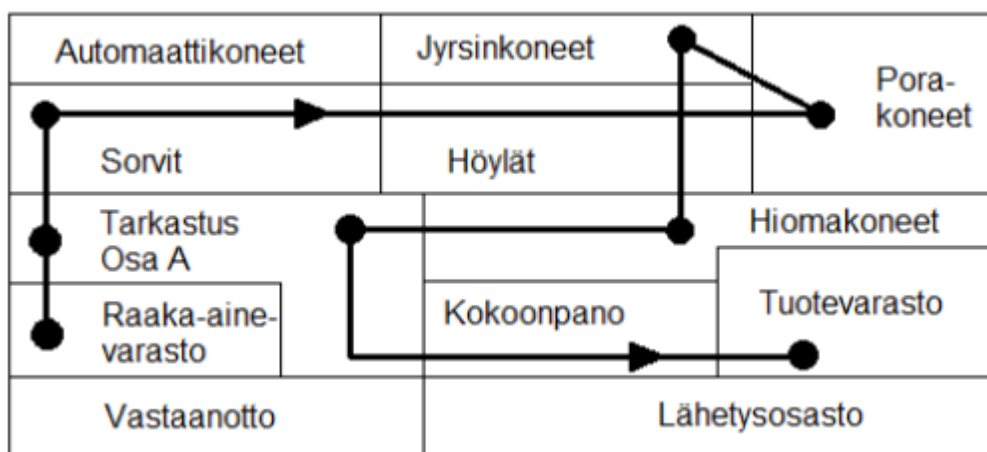 Automaattikoneet
Jyrsinkoneet
Pora-
koneet
Sorvit
Höylät
Tarkastus
Osa A
Hiomakoneet
Raaka-aine-
varasto
Kokoonpano
Tuotevarasto
Vastaanotto
Lähetysosasto